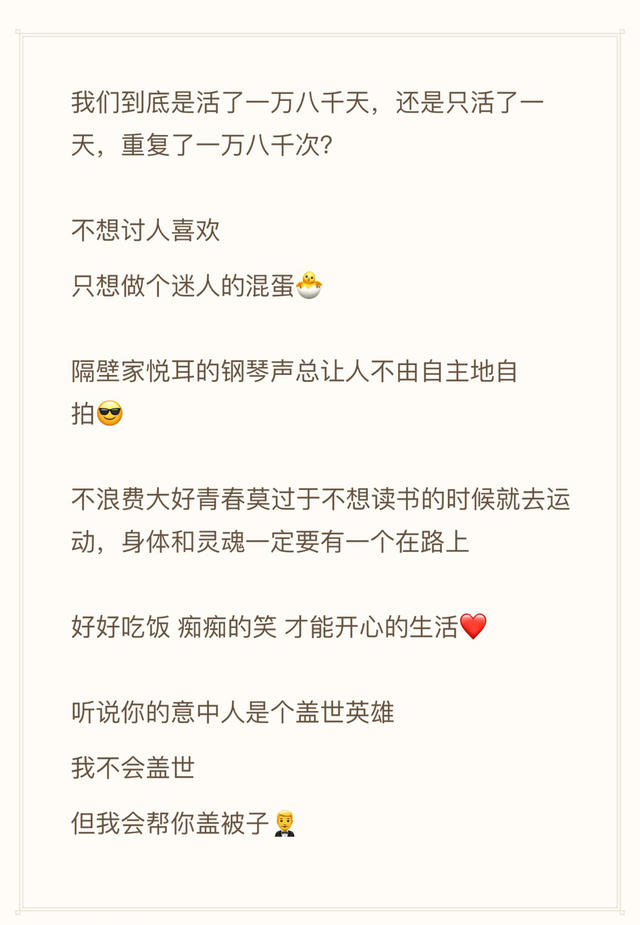 我们到底是活了一万八千天，还是只活了一
天，重复了一万八千次？
不想讨人喜欢
只想做个迷人的混蛋🐣
隔壁家悦耳的钢琴声总让人不由自主地自
拍😎
不浪费大好青春莫过于不想读书的时候就去运
动，身体和灵魂一定要有一个在路上
好好吃饭 痴痴的笑 才能开心的生活❤️
听说你的意中人是个盖世英雄
我不会盖世
但我会帮你盖被子🤵